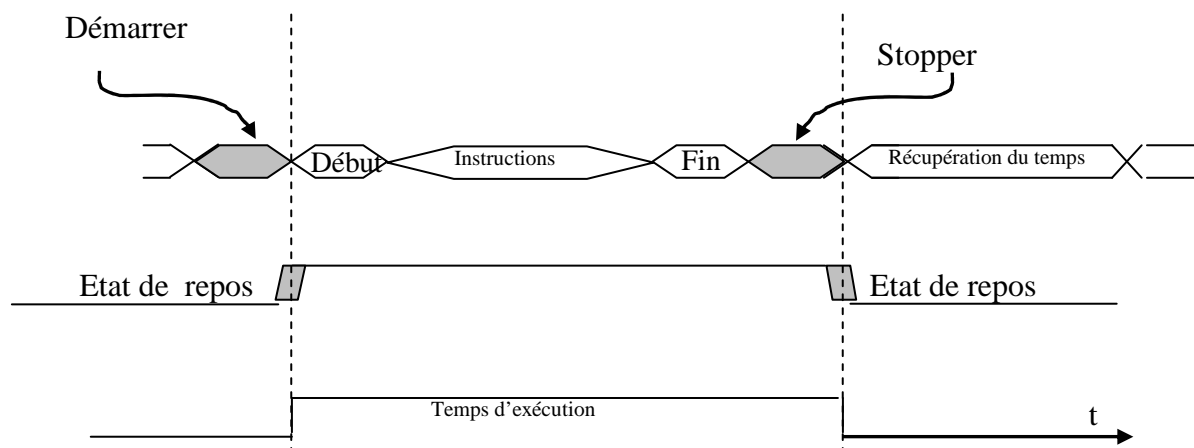 Démarrer
Stopper
Début
Instructions
Fin
Récupération du temps
Etat de repos
Etat de repos
Temps d'exécution
t